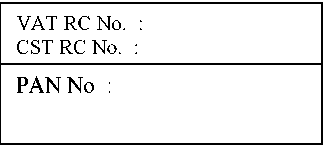 VAT RC No. :
CST RC No. :
PAN No :